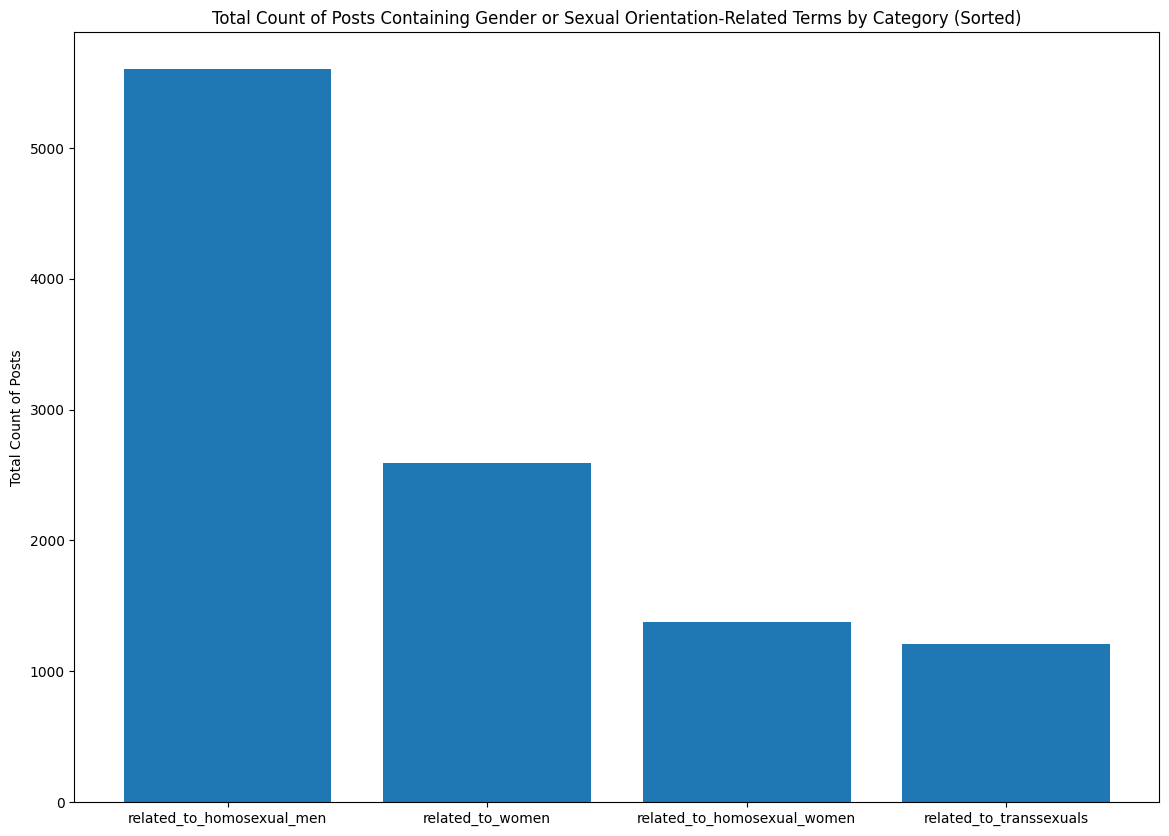 Total Count of Posts Containing Gender or Sexual Orientation-Related Terms by Category (Sorted)
Total Count of Posts
5000
4000
3000
2000
1000
0
related_to_homosexual_men related_to_women related_to_homosexual_women related_to_transsexuals